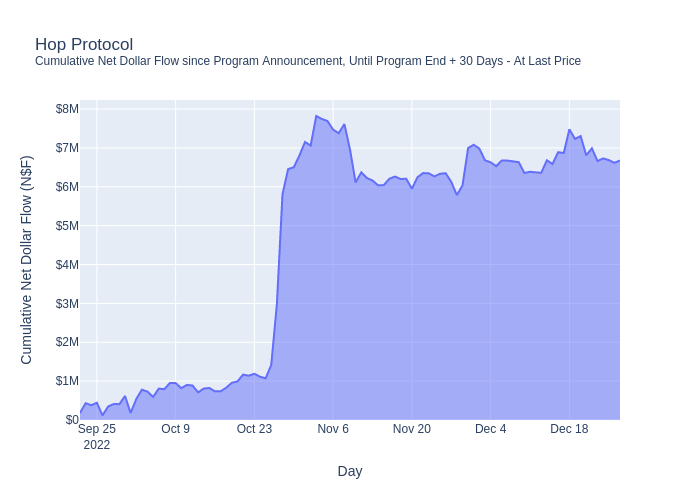 Hop Protocol
Cumulative Net Dollar Flow since Program Announcement, Until Program End + 30 Days - At Last Price
Cumulative Net Dollar Flow (N$F)
$8M
$7M
$6M
$5M
$4M
$3M
$2M
$1M
$0
Sep 25
2022
Oct 9
Oct 23
Nov 6
Nov 20
Dec 4
Dec 18
Day